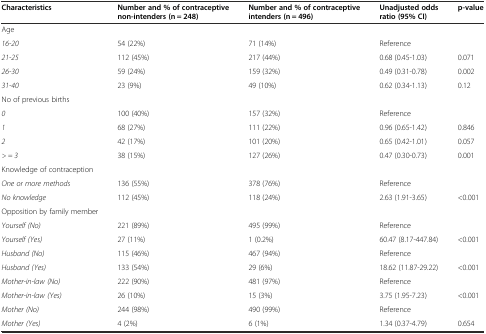 Characteristics Number and % of contraceptive non-intenders (n = 248) Number and % of contraceptive intenders (n = 496) Unadjusted odds ratio (95% CI) p-value
Age
16-20 54 (22%) 71 (14%) Reference
21-25 112 (45%) 217 (44%) 0.68 (0.45-1.03) 0.071
26-30 59 (24%) 159 (32%) 0.49 (0.31-0.78) 0.002
31-40 23 (9%) 49 (10%) 0.62 (0.34-1.13) 0.12
No of previous births
0 100 (40%) 157 (32%) Reference
1 68 (27%) 111 (22%) 0.96 (0.65-1.42) 0.846
2 42 (17%) 101 (20%) 0.65 (0.42-1.01) 0.057
> = 3 38 (15%) 127 (26%) 0.47 (0.30-0.73) 0.001
Knowledge of contraception
One or more methods 136 (55%) 378 (76%) Reference
No knowledge 112 (45%) 118 (24%) 2.63 (1.91-3.65) <0.001
Opposition by family member
Yourself (No) 221 (89%) 495 (99%) Reference
Yourself (Yes) 27 (11%) 1 (0.2%) 60.47 (8.17-447.84) <0.001
Husband (No) 115 (46%) 467 (94%) Reference
Husband (Yes) 133 (54%) 29 (6%) 18.62 (11.87-29.22) <0.001
Mother-in-law (No) 222 (90%) 481 (97%) Reference
Mother-in-law (Yes) 26 (10%) 15 (3%) 3.75 (1.95-7.23) <0.001
Mother (No) 244 (98%) 490 (99%) Reference
Mother (Yes) 4 (2%) 6 (1%) 1.34 (0.37-4.79) 0.654